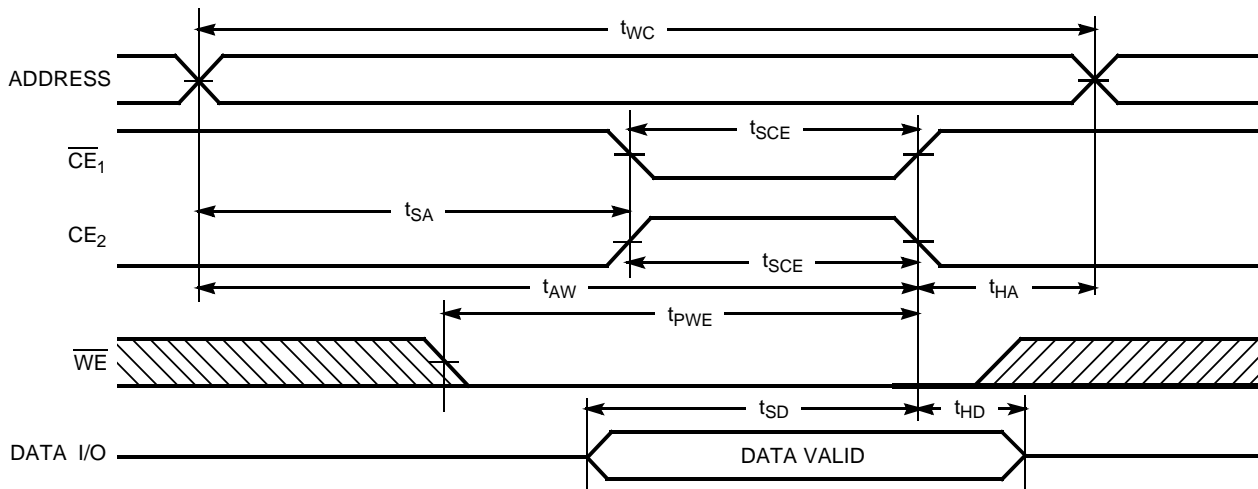 tWC
ADDRESS
tSCE
CE1
tSA
CE2
tSCE
tAW
tHA
tPWE
WE
tSD
tHD
DATA I/O
DATA VALID